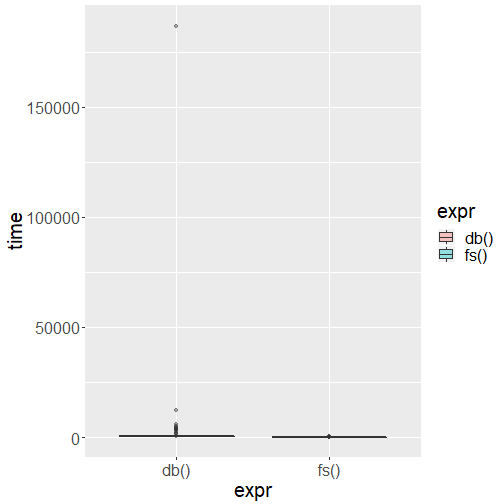 time
150000
100000
50000
0
db()
fs()
expr
expr
db()
fs()